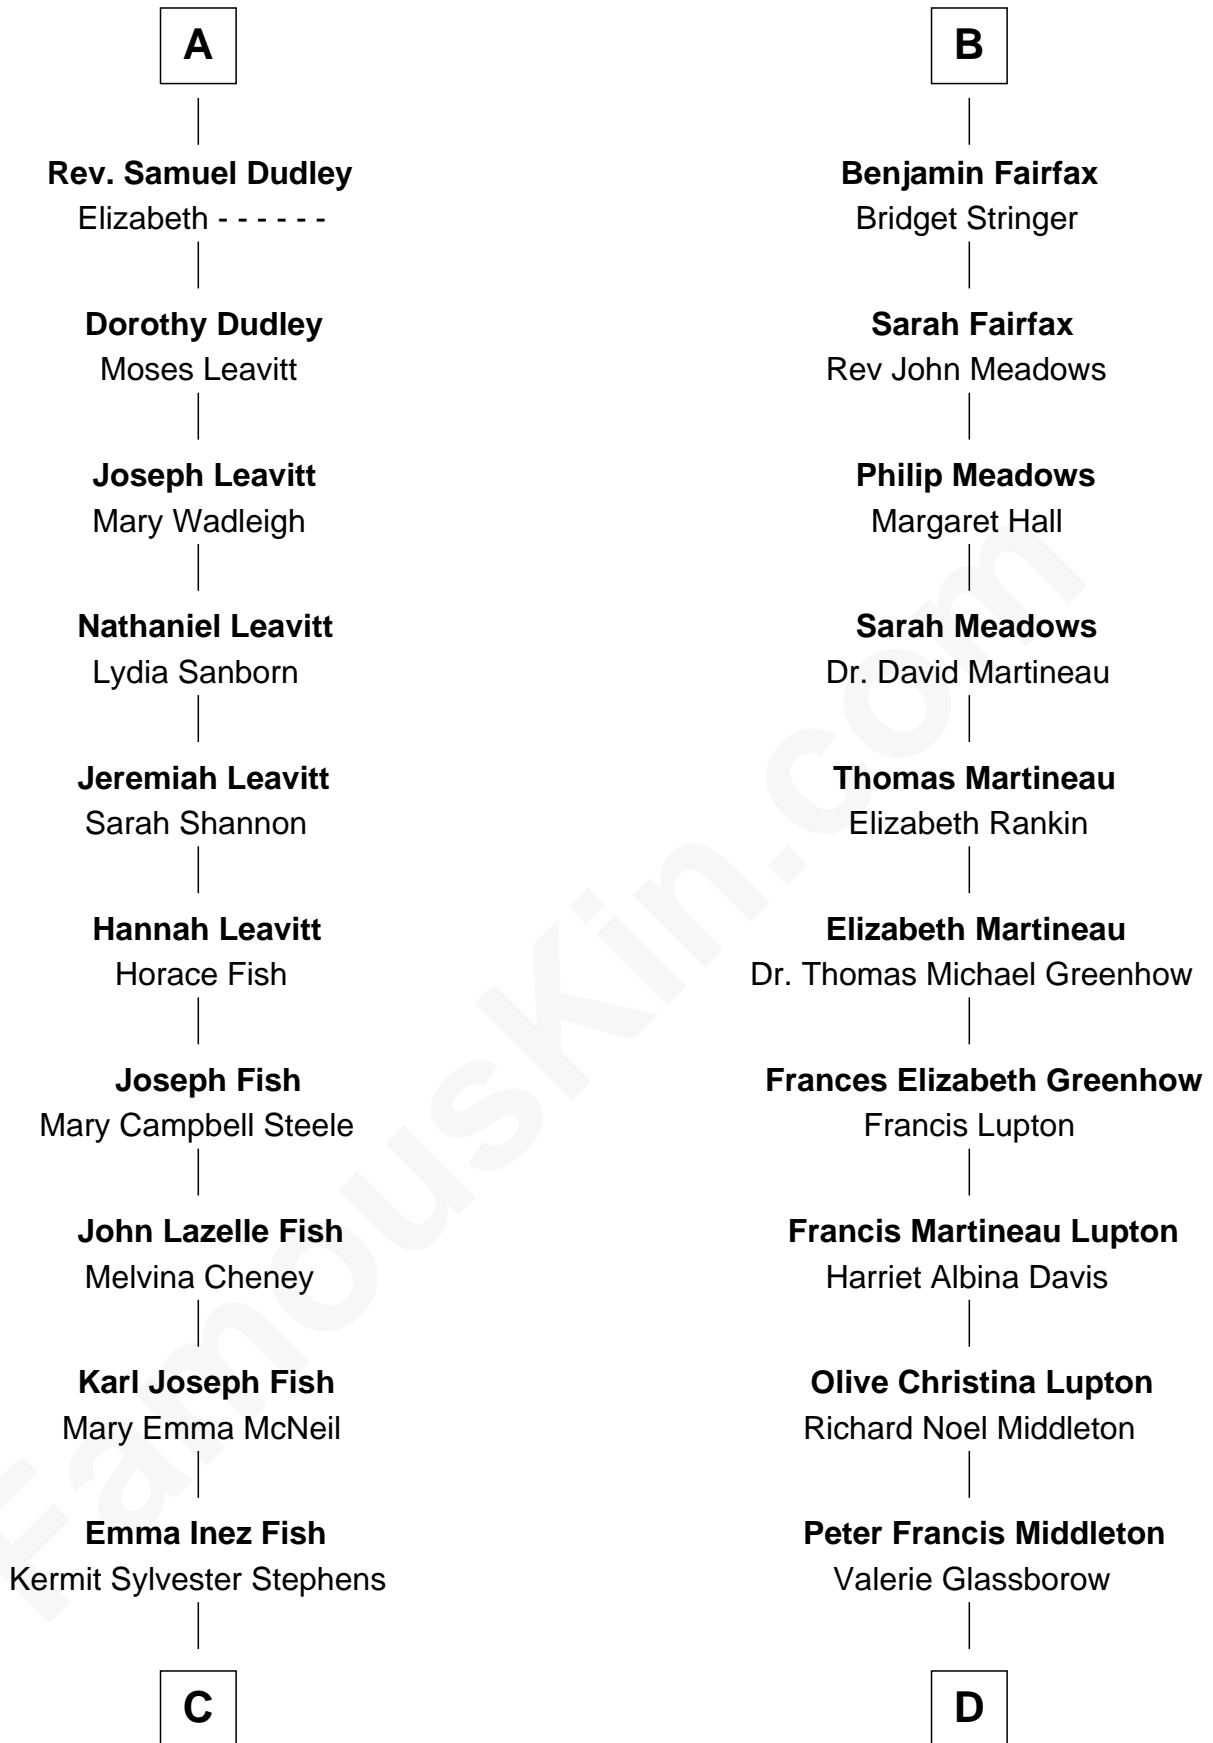 A
Rev. Samuel Dudley
Elizabeth - - - - - -
Dorothy Dudley
Moses Leavitt
Joseph Leavitt
Mary Wadleigh
Nathaniel Leavitt
Lydia Sanborn
Jeremiah Leavitt
Sarah Shannon
Hannah Leavitt
Horace Fish
Joseph Fish
Mary Campbell Steele
John Lazelle Fish
Melvina Cheney
Karl Joseph Fish
Mary Emma McNeil
Emma Inez Fish
Kermit Sylvester Stephens
C
B
Benjamin Fairfax
Bridget Stringer
Sarah Fairfax
Rev John Meadows
Philip Meadows
Margaret Hall
Sarah Meadows
Dr. David Martineau
Thomas Martineau
Elizabeth Rankin
Elizabeth Martineau
Dr. Thomas Michael Greenhow
Frances Elizabeth Greenhow
Francis Lupton
Francis Martineau Lupton
Harriet Albina Davis
Olive Christina Lupton
Richard Noel Middleton
Peter Francis Middleton
Valerie Glassborow
D
FamousKin.com